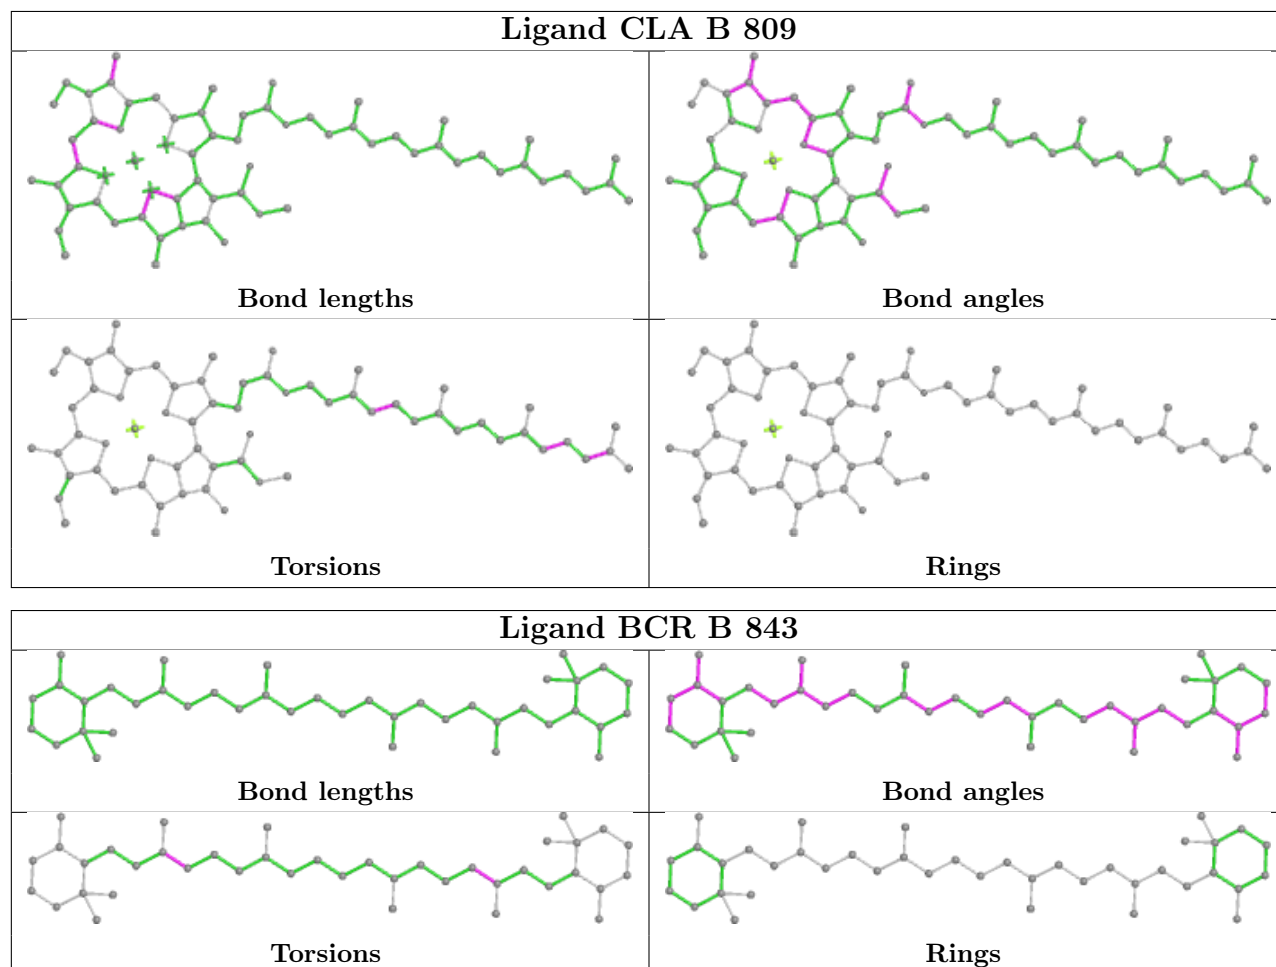 Ligand CLA B 809
Bond lengths
Bond angles
Torsions
Rings
Ligand BCR B 843
Bond lengths
Bond angles
Torsions
Rings